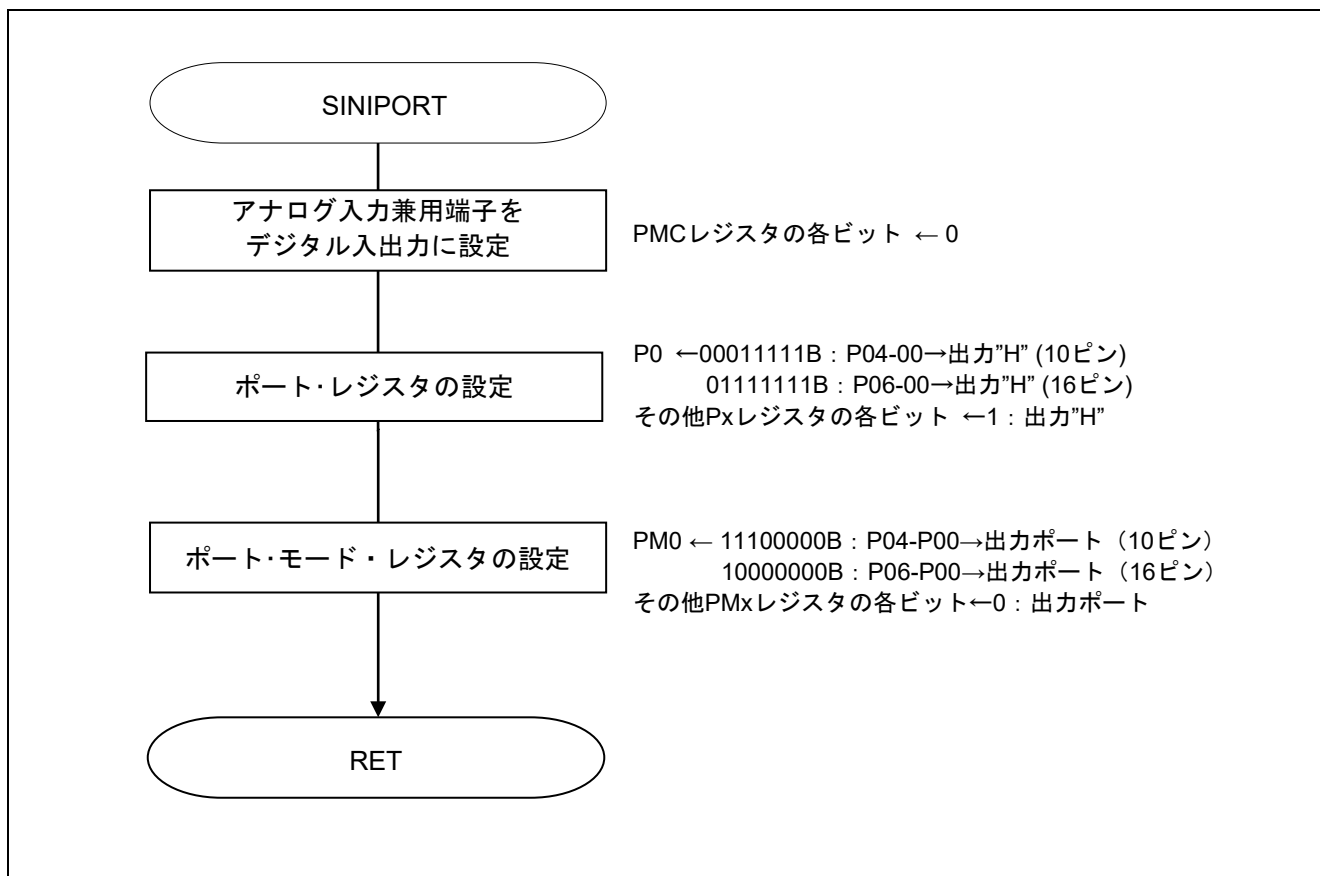 SINIPORT
アナログ入力兼用端子を
デジタル入出力に設定
PMCレジスタの各ビット ← 0
ポート･レジスタの設定
P0 ←00011111B：P04-00→出力”H” (10ピン)
01111111B：P06-00→出力”H” (16ピン)
その他Pxレジスタの各ビット ←1：出力”H”
ポート･モード・レジスタの設定
PM0 ← 11100000B：P04-P00→出力ポート（10ピン）
10000000B：P06-P00→出力ポート（16ピン）
その他PMxレジスタの各ビット←0：出力ポート
RET